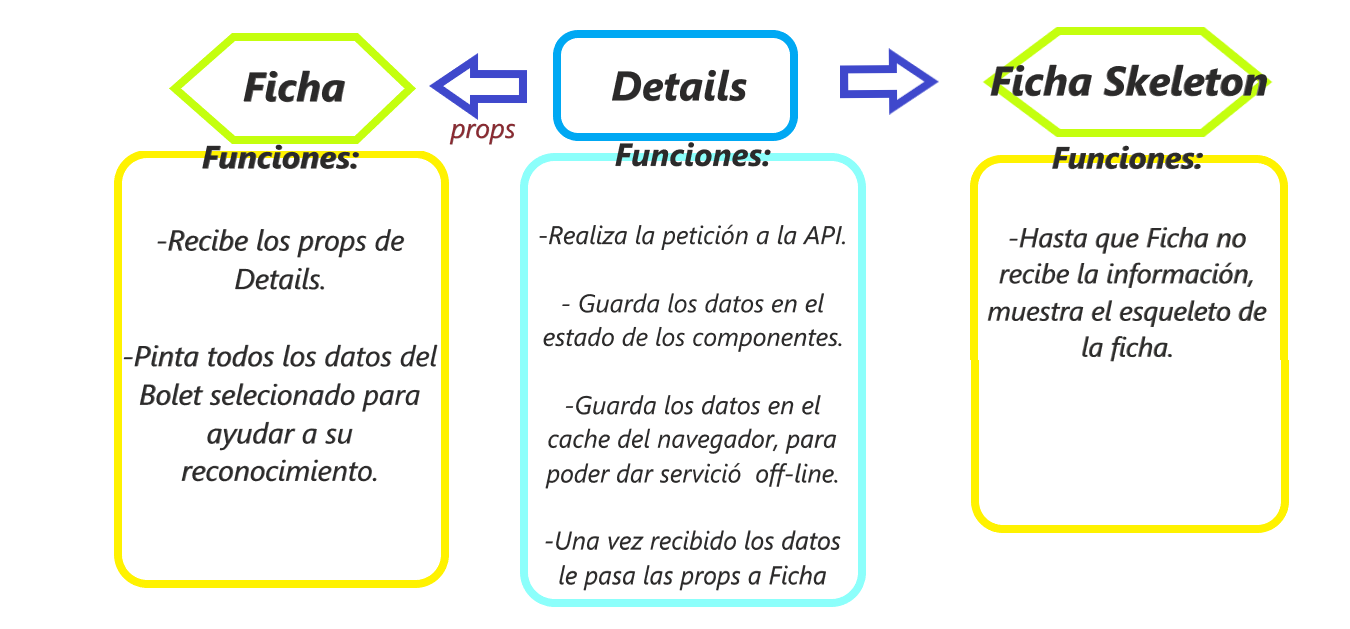 Ficha
props
Funciones:
-Recibe los props de
Details.
-Pinta todos los datos del
Bolet selecionado para
ayudar a su
reconocimiento.
Details
Funciones:
-Realiza la petición a la API.
- Guarda los datos en el
estado de los componentes.
-Guarda los datos en el
cache del navegador, para
poder dar servició off-line.
-Una vez recibido los datos
le pasa las props a Ficha
Ficha Skeleton
Funciones:
-Hasta que Ficha no
recibe la información,
muestra el esqueleto de
la ficha.